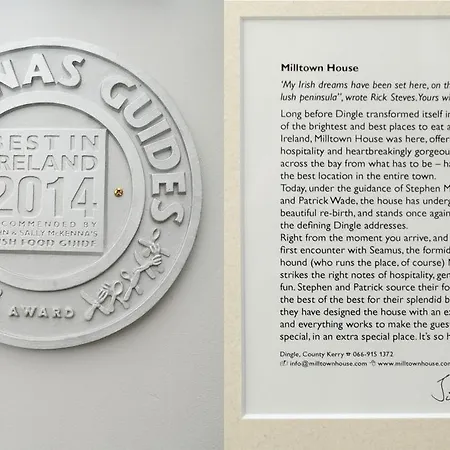 NAS GUIDES
BEST IN
IRELAND
2014
COMMENDED BY
N & SALLY McKENNA'S
SH FOOD GUIDE
AWARD
Milltown House
'My Irish dreams have been set here, on th
lush peninsula", wrote Rick Steves. Yours wi
Long before Dingle transformed itself in
of the brightest and best places to eat a
Ireland, Milltown House was here, offer
hospitality and heartbreakingly gorgeou
across the bay from what has to be – ha
the best location in the entire town.
Today, under the guidance of Stephen M
and Patrick Wade, the house has underg
beautiful re-birth, and stands once again
the defining Dingle addresses.
Right from the moment you arrive, and
first encounter with Seamus, the forme
hound (who runs the place, of course) M
strikes the right notes of hospitality, gen
fun. Stephen and Patrick source their fo
the best of the best for their splendid b
they have designed the house with an ex
and everything works to make the gues
special, in an extra special place. It's so h
Dingle, County Kerry ☎ 066-915 1372
info@milltownhouse.com www.milltownhouse.com